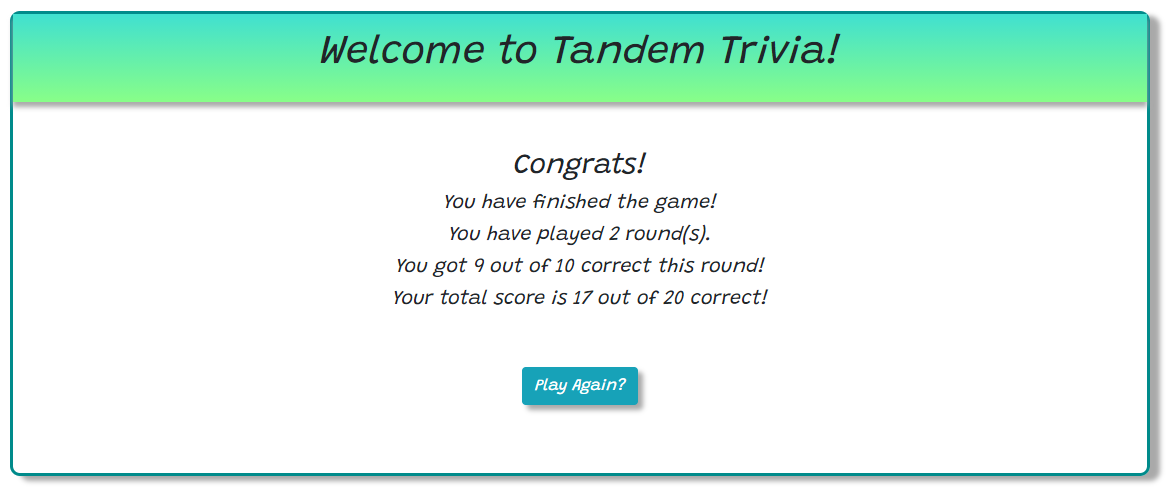 Welcome to Tandem Trivia!
Congrats!
You have finished the game!
You have played 2 round(s).
You got 9 out of 10 correct this round!
Your total score is 17 out of 20 correct!
Play Again?